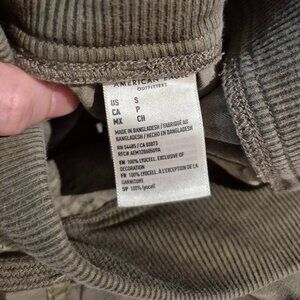 AMERICAN EAGLE
OUTFITTERS
US S
CA P
MX CH
MADE IN BANGLADESH / FABRIQUÉ AU
BANGLADESH / HECHO EN BANGLADESH
RN 54485 / CA 03873
EN 100% LYOCELL, EXCLUSIVE OF
DECORATION
FR 100% LYOCELL, À L'EXCEPTION DE LA
GARNITURE
SP 100% lyocell